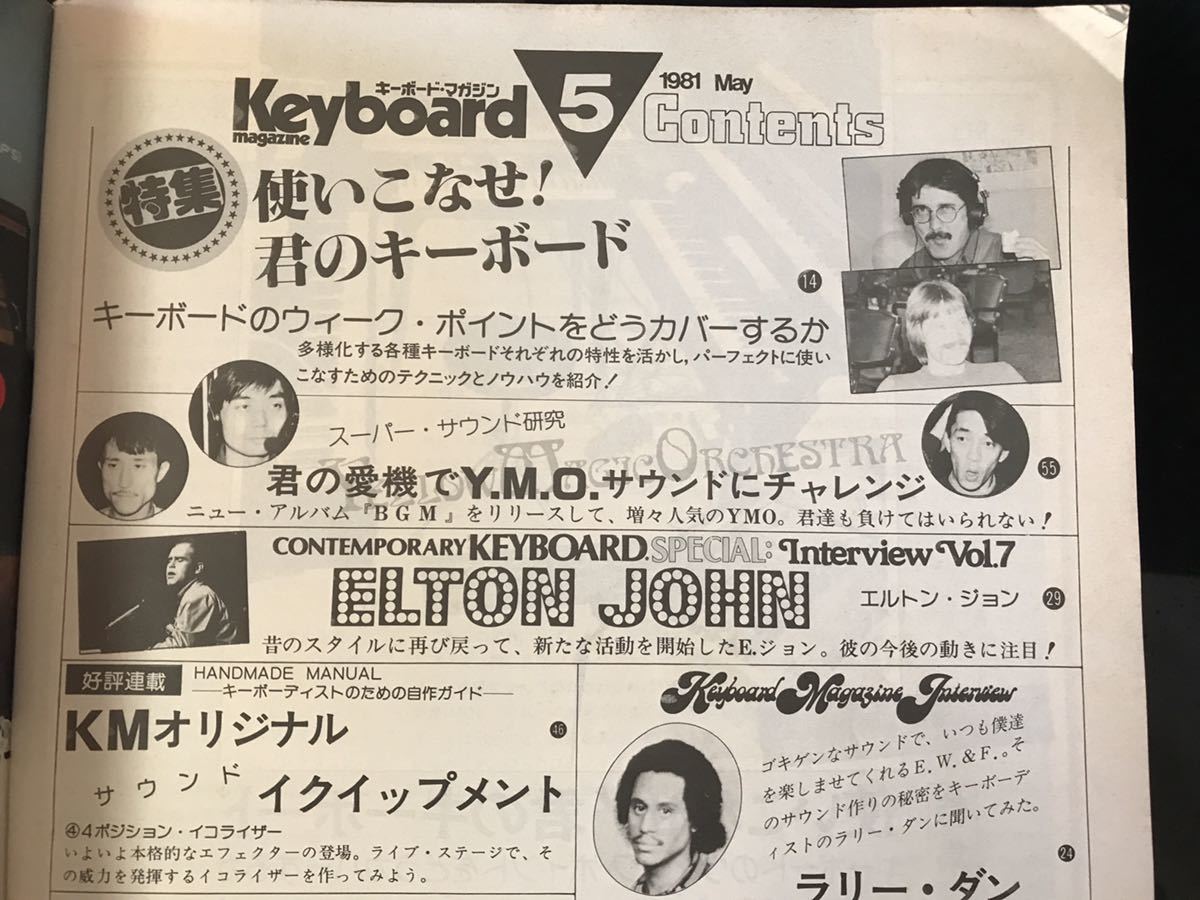 キーボード・マガジン
Keyboard
magazine
5
1981 May
Contents
特集
使いこなせ!
君のキーボード
14
キーボードのウィーク・ポイントをどうカバーするか
多様化する各種キーボードそれぞれの特性を活かし,パーフェクトに使い
こなすためのテクニックとノウハウを紹介!
スーパー・サウンド研究
YELLOW MAGIC ORCHESTRA
君の愛機でY.M.O.サウンドにチャレンジ
55
ニュー・アルバム『BGM』をリリースして、増々人気のYMO。君達も負けてはいられない!
CONTEMPORARY KEYBOARD. SPECIAL: Interview Vol.7
ELTON JOHN
エルトン・ジョン
29
昔のスタイルに再び戻って、新たな活動を開始したE.ジョン。彼の今後の動きに注目!
好評連載
HANDMADE MANUAL
—キーボーディストのための自作ガイド—
KMオリジナル
46
サウンド
イクイップメント
④4ポジション・イコライザー
いよいよ本格的なエフェクターの登場。ライブ・ステージで、そ
の威力を発揮するイコライザーを作ってみよう。
Keyboard Magazine Interview
ゴキゲンなサウンドで、いつも僕達
を楽しませてくれるE.W.&F.。そ
のサウンド作りの秘密をキーボーデ
ィストのラリー・ダンに聞いてみた。
24
ラリー・ダン